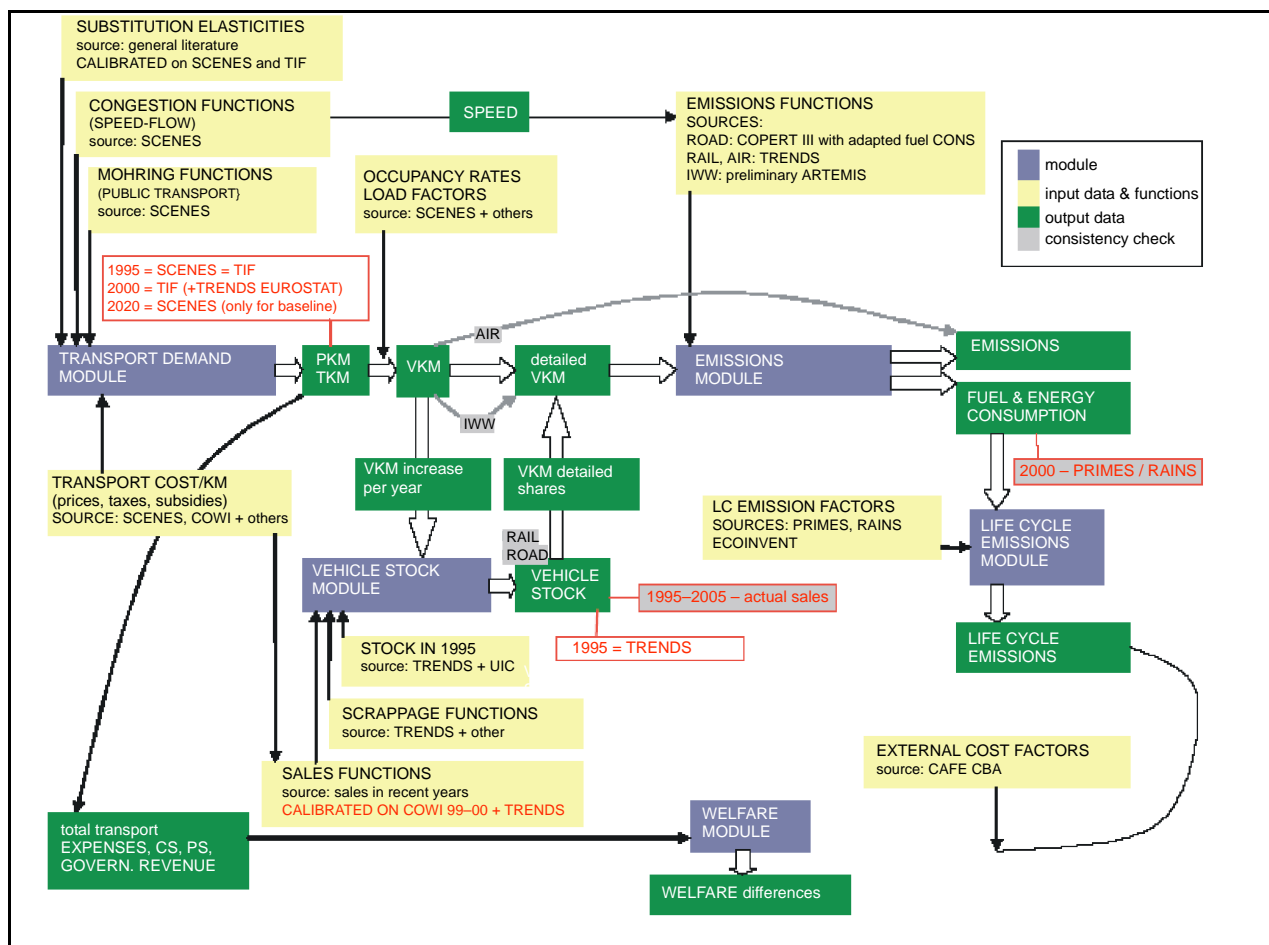 SUBSTITUTION ELASTICITIES
source: general literature
CALIBRATED on SCENES and TIF
CONGESTION FUNCTIONS
(SPEED-FLOW)
source: SCENES
SPEED
EMISSIONS FUNCTIONS
SOURCES:
ROAD: COPERT III with adapted fuel CONS
RAIL, AIR: TRENDS
IWW: preliminary ARTEMIS
module
input data & functions
output data
consistency check
MOHRING FUNCTIONS
(PUBLIC TRANSPORT}
source: SCENES
OCCUPANCY RATES
LOAD FACTORS
source: SCENES + others
1995 = SCENES = TIF
2000 = TIF (+TRENDS EUROSTAT)
2020 = SCENES (only for baseline)
TRANSPORT DEMAND
MODULE
PKM
TKM
VKM
AIR
IWW
detailed
VKM
EMISSIONS
MODULE
EMISSIONS
FUEL & ENERGY
CONSUMPTION
2000 – PRIMES / RAINS
TRANSPORT COST/KM
(prices, taxes, subsidies)
SOURCE: SCENES, COWI + others
VKM increase
per year
VKM detailed
shares
LC EMISSION FACTORS
SOURCES: PRIMES, RAINS
ECOINVENT
LIFE CYCLE
EMISSIONS
MODULE
RAIL
ROAD
VEHICLE STOCK
MODULE
VEHICLE
STOCK
1995–2005 – actual sales
1995 = TRENDS
LIFE CYCLE
EMISSIONS
STOCK IN 1995
source: TRENDS + UIC
SCRAPPAGE FUNCTIONS
source: TRENDS + other
SALES FUNCTIONS
source: sales in recent years
CALIBRATED ON COWI 99–00 + TRENDS
EXTERNAL COST FACTORS
source: CAFE CBA
total transport
EXPENSES, CS, PS,
GOVERN. REVENUE
WELFARE
MODULE
WELFARE differences